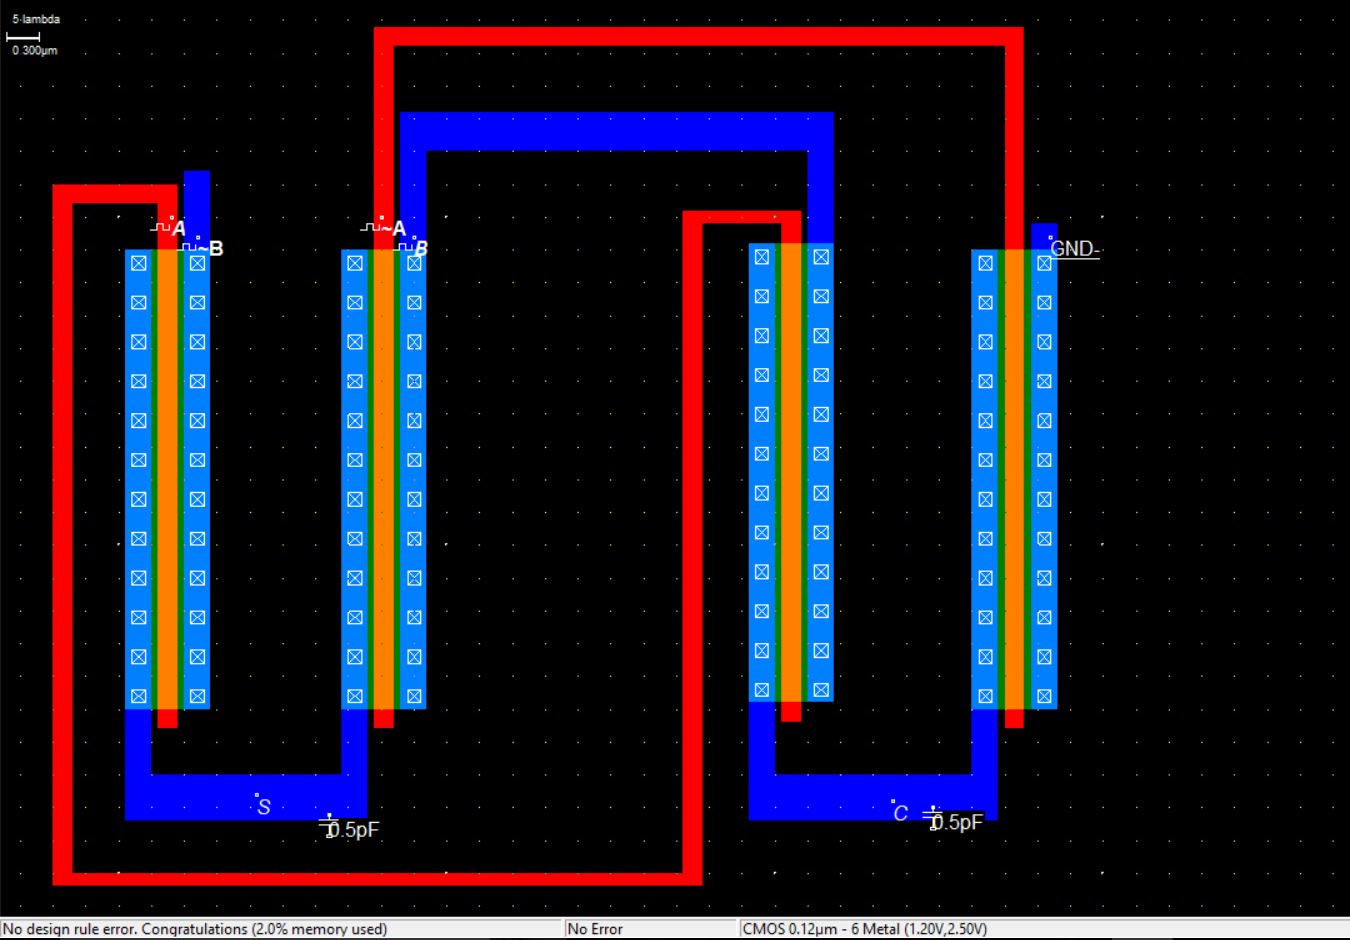 5 lambda
0 300µm
A
~A
~B
B
GND-
S
0.5pF
C
0.5pF
No design rule error. Congratulations (2.0% memory used)
No Error
CMOS 0.12µm - 6 Metal (1.20V,2.50V)